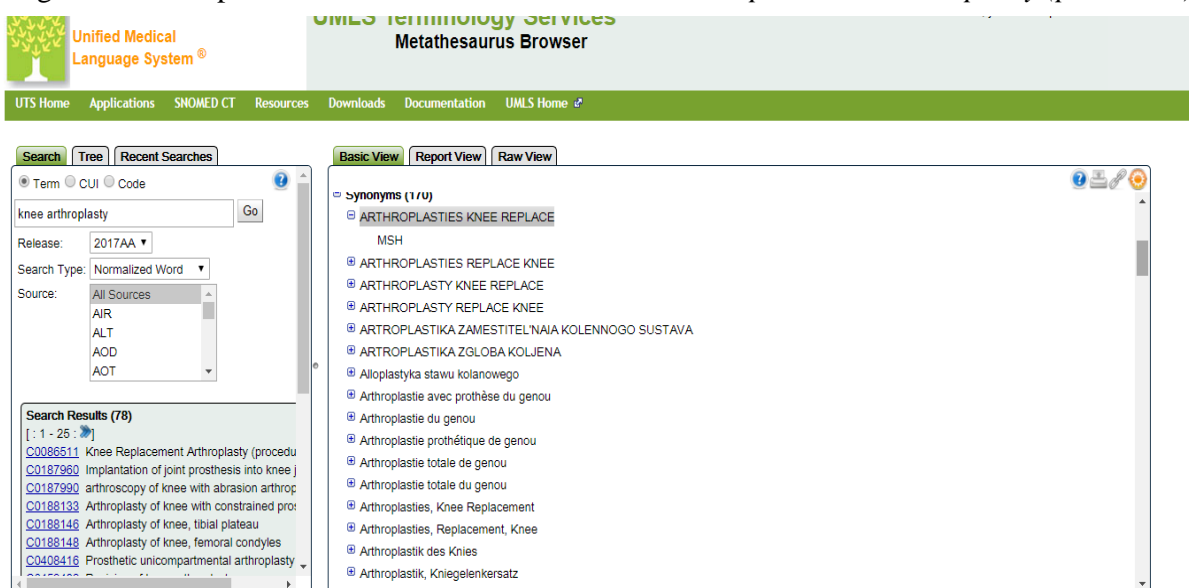 UMLS Terminology Services
Metathesaurus Browser
Unified Medical
Language System ®
UTS Home Applications SNOMED CT Resources Downloads Documentation UMLS Home
Search Tree Recent Searches
Term CUI Code
knee arthroplasty Go
Release: 2017AA
Search Type: Normalized Word
Source: All Sources
AIR
ALT
AOD
AOT
Search Results (78)
[ : 1 - 25 : ]
C0086511 Knee Replacement Arthroplasty (procedu
C0187960 Implantation of joint prosthesis into knee j
C0187990 arthroscopy of knee with abrasion arthrop
C0188133 Arthroplasty of knee with constrained pros
C0188146 Arthroplasty of knee, tibial plateau
C0188148 Arthroplasty of knee, femoral condyles
C0408416 Prosthetic unicompartmental arthroplasty
Basic View Report View Raw View
Synonyms (170)
ARTHROPLASTIES KNEE REPLACE
MSH
ARTHROPLASTIES REPLACE KNEE
ARTHROPLASTY KNEE REPLACE
ARTHROPLASTY REPLACE KNEE
ARTROPLASTIKA ZAMESTITEL'NAIA KOLENNOGO SUSTAVA
ARTROPLASTIKA ZGLOBA KOLJENA
Alloplastyka stawu kolanowego
Arthroplastie avec prothèse du genou
Arthroplastie du genou
Arthroplastie prothétique de genou
Arthroplastie totale de genou
Arthroplastie totale du genou
Arthroplasties, Knee Replacement
Arthroplasties, Replacement, Knee
Arthroplastik des Knies
Arthroplastik, Kniegelenkersatz